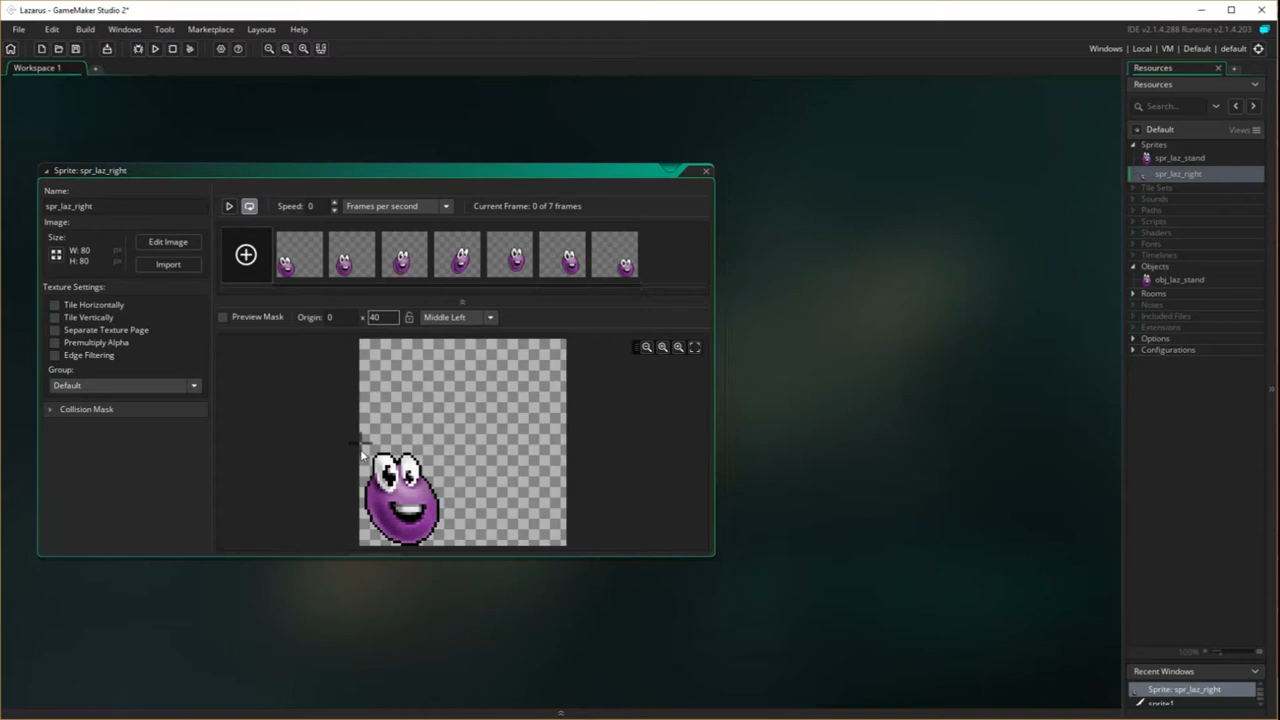 Lazarus - GameMaker Studio 2*
File Edit Build Windows Tools Marketplace Layouts Help
IDE v2.1.4.288 Runtime v2.1.4.203
Windows | Local | VM | Default | default
Workspace 1
Resources
Resources
Search...
Default Views
Sprites
spr_laz_stand
spr_laz_right
Tile Sets
Sounds
Paths
Scripts
Shaders
Fonts
Timelines
Objects
obj_laz_stand
Rooms
Notes
Included Files
Extensions
Options
Configurations
100%
Recent Windows
Sprite: spr_laz_right
sprite1
Sprite: spr_laz_right
Name:
spr_laz_right
Image:
Size:
W: 80 px
H: 80 px
Edit Image
Import
Texture Settings:
Tile Horizontally
Tile Vertically
Separate Texture Page
Premultiply Alpha
Edge Filtering
Group:
Default
Collision Mask
Speed: 0 Frames per second Current Frame: 0 of 7 frames
Preview Mask Origin: 0 x 40 Middle Left